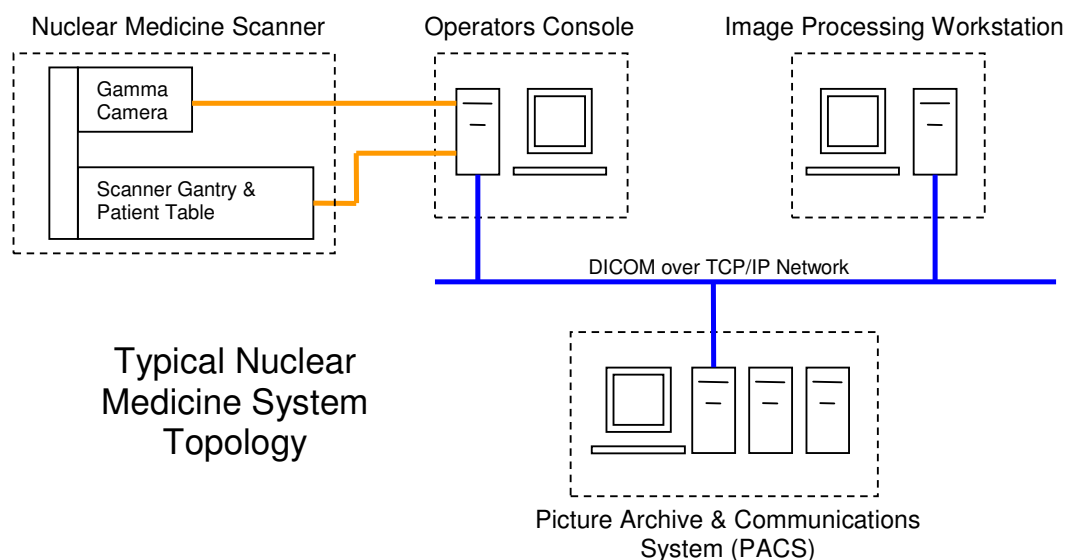 Nuclear Medicine Scanner
Operators Console
Image Processing Workstation
Gamma
Camera
Scanner Gantry &
Patient Table
DICOM over TCP/IP Network
Typical Nuclear
Medicine System
Topology
Picture Archive & Communications
System (PACS)